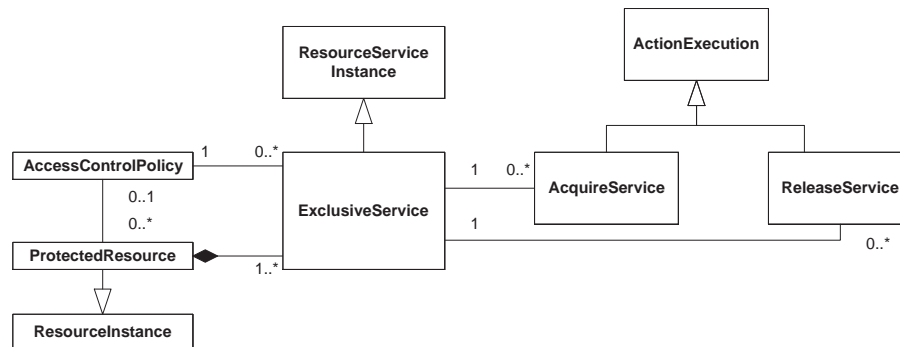 ResourceService
Instance
ActionExecution
AccessControlPolicy
1
0..*
ExclusiveService
1
0..*
AcquireService
ReleaseService
0..1
0..*
1
0..*
ProtectedResource
1..*
ResourceInstance